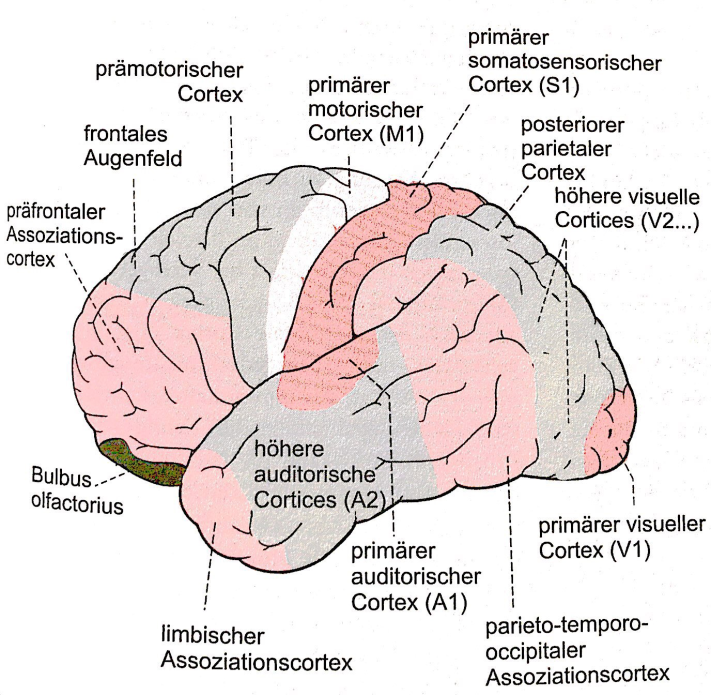 primärer
somatosensorischer
Cortex (S1)
prämotorischer
Cortex
primärer
motorischer
Cortex (M1)
frontales
Augenfeld
posteriorer
parietaler
Cortex
höhere visuelle
Cortices (V2...)
präfrontaler
Assoziations-
cortex
höhere
auditorische
Cortices (A2)
Bulbus
olfactorius
primärer visueller
Cortex (V1)
primärer
auditorischer
Cortex (A1)
limbischer
Assoziationscortex
parieto-temporo-
occipitaler
Assoziationscortex